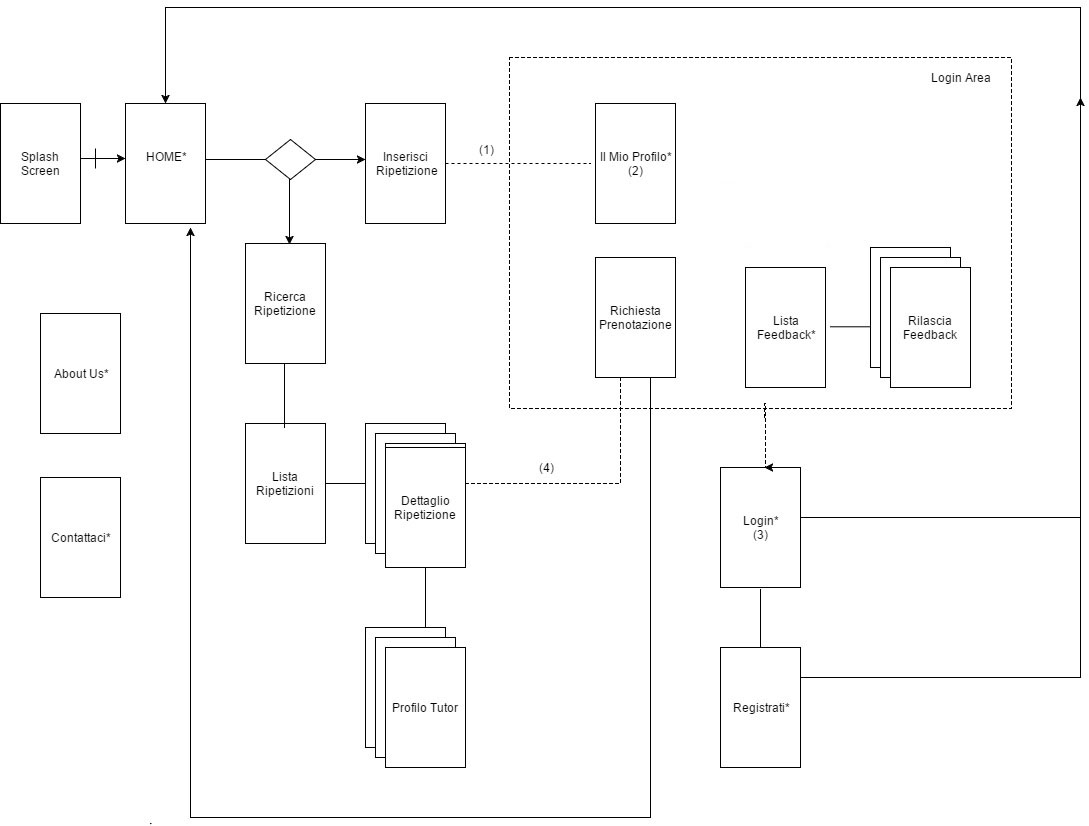 Login Area
Splash
Screen
HOME*
Inserisci
Ripetizione
(1)
Il Mio Profilo*
(2)
Ricerca
Ripetizione
Richiesta
Prenotazione
Lista
Feedback*
Rilascia
Feedback
About Us*
Lista
Ripetizioni
Dettaglio
Ripetizione
(4)
Login*
(3)
Contattaci*
Profilo Tutor
Registrati*